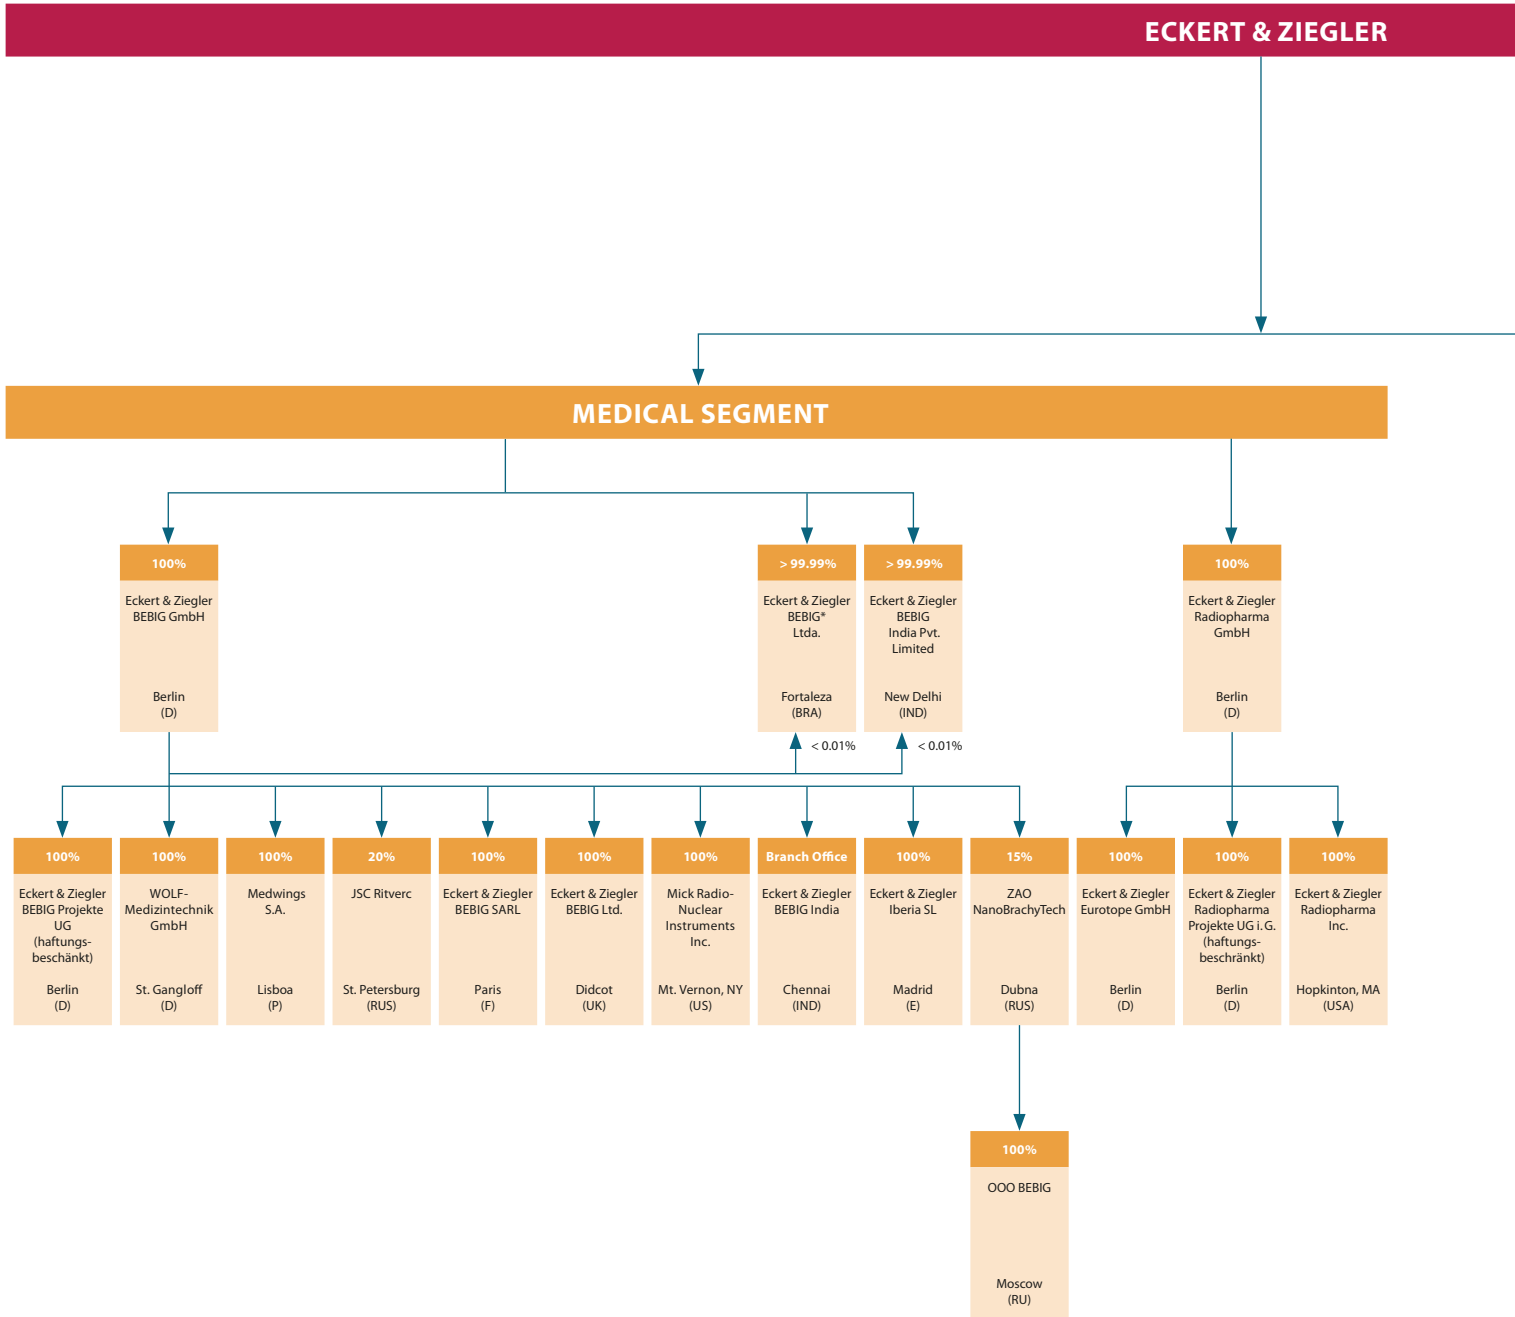 ECKERT & ZIEGLER
MEDICAL SEGMENT
100%
Eckert & Ziegler
BEBIG GmbH
Berlin
(D)
> 99.99%
Eckert & Ziegler
BEBIG*
Ltda.
Fortaleza
(BRA)
< 0.01%
> 99.99%
Eckert & Ziegler
BEBIG
India Pvt.
Limited
New Delhi
(IND)
< 0.01%
100%
Eckert & Ziegler
Radiopharma
GmbH
Berlin
(D)
100%
Eckert & Ziegler
BEBIG Projekte
UG
(haftungs-
beschänkt)
Berlin
(D)
100%
WOLF-
Medizintechnik
GmbH
St. Gangloff
(D)
100%
Medwings
S.A.
Lisboa
(P)
20%
JSC Ritverc
St. Petersburg
(RUS)
100%
Eckert & Ziegler
BEBIG SARL
Paris
(F)
100%
Eckert & Ziegler
BEBIG Ltd.
Didcot
(UK)
100%
Mick Radio-
Nuclear
Instruments
Inc.
Mt. Vernon, NY
(US)
Branch Office
Eckert & Ziegler
BEBIG India
Chennai
(IND)
100%
Eckert & Ziegler
Iberia SL
Madrid
(E)
15%
ZAO
NanoBrachyTech
Dubna
(RUS)
100%
Eckert & Ziegler
Eurotope GmbH
Berlin
(D)
100%
Eckert & Ziegler
Radiopharma
Projekte UG i. G.
(haftungs-
beschränkt)
Berlin
(D)
100%
Eckert & Ziegler
Radiopharma
Inc.
Hopkinton, MA
(USA)
100%
OOO BEBIG
Moscow
(RU)